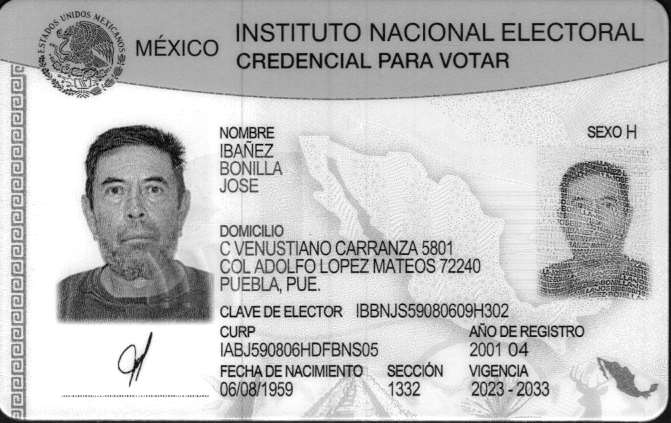 ESTADOS UNIDOS MEXICANOS
MÉXICO
INSTITUTO NACIONAL ELECTORAL
CREDENCIAL PARA VOTAR
NOMBRE
IBAÑEZ
BONILLA
JOSE
SEXO H
DOMICILIO
C VENUSTIANO CARRANZA 5801
COL ADOLFO LOPEZ MATEOS 72240
PUEBLA, PUE.
CLAVE DE ELECTOR IBBNJS59080609H302
CURP
IABJ590806HDFBNS05
AÑO DE REGISTRO
2001 04
FECHA DE NACIMIENTO
06/08/1959
SECCIÓN
1332
VIGENCIA
2023 - 2033